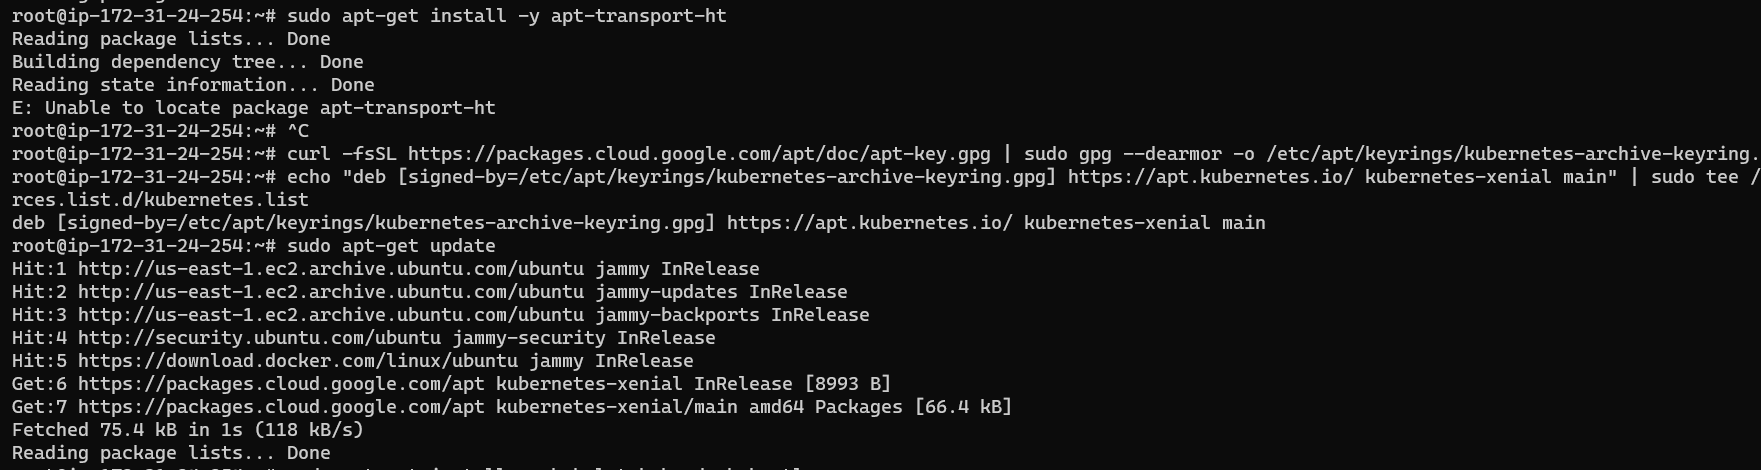 root@ip-172-31-24-254:~# sudo apt-get install -y apt-transport-ht
Reading package lists... Done
Building dependency tree... Done
Reading state information... Done
E: Unable to locate package apt-transport-ht
root@ip-172-31-24-254:~# ^C
root@ip-172-31-24-254:~# curl -fsSL https://packages.cloud.google.com/apt/doc/apt-key.gpg | sudo gpg --dearmor -o /etc/apt/keyrings/kubernetes-archive-keyring.
root@ip-172-31-24-254:~# echo "deb [signed-by=/etc/apt/keyrings/kubernetes-archive-keyring.gpg] https://apt.kubernetes.io/ kubernetes-xenial main" | sudo tee /
rces.list.d/kubernetes.list
deb [signed-by=/etc/apt/keyrings/kubernetes-archive-keyring.gpg] https://apt.kubernetes.io/ kubernetes-xenial main
root@ip-172-31-24-254:~# sudo apt-get update
Hit:1 http://us-east-1.ec2.archive.ubuntu.com/ubuntu jammy InRelease
Hit:2 http://us-east-1.ec2.archive.ubuntu.com/ubuntu jammy-updates InRelease
Hit:3 http://us-east-1.ec2.archive.ubuntu.com/ubuntu jammy-backports InRelease
Hit:4 http://security.ubuntu.com/ubuntu jammy-security InRelease
Hit:5 https://download.docker.com/linux/ubuntu jammy InRelease
Get:6 https://packages.cloud.google.com/apt kubernetes-xenial InRelease [8993 B]
Get:7 https://packages.cloud.google.com/apt kubernetes-xenial/main amd64 Packages [66.4 kB]
Fetched 75.4 kB in 1s (118 kB/s)
Reading package lists... Done